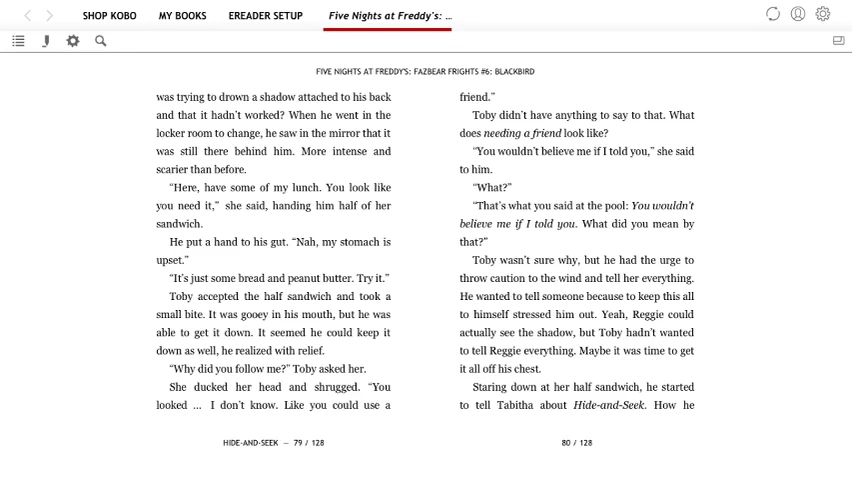 SHOP KOBO MY BOOKS EREADER SETUP Five Nights at Freddy's: ...
FIVE NIGHTS AT FREDDY'S: FAZBEAR FRIGHTS #6: BLACKBIRD
was trying to drown a shadow attached to his back
and that it hadn't worked? When he went in the
locker room to change, he saw in the mirror that it
was still there behind him. More intense and
scarier than before.
“Here, have some of my lunch. You look like
you need it,” she said, handing him half of her
sandwich.
He put a hand to his gut. “Nah, my stomach is
upset.”
“It's just some bread and peanut butter. Try it.”
Toby accepted the half sandwich and took a
small bite. It was gooey in his mouth, but he was
able to get it down. It seemed he could keep it
down as well, he realized with relief.
“Why did you follow me?” Toby asked her.
She ducked her head and shrugged. “You
looked ... I don't know. Like you could use a
HIDE-AND-SEEK — 79 / 128
friend.”
Toby didn't have anything to say to that. What
does needing a friend look like?
“You wouldn't believe me if I told you,” she said
to him.
“What?”
“That's what you said at the pool: You wouldn't
believe me if I told you. What did you mean by
that?”
Toby wasn't sure why, but he had the urge to
throw caution to the wind and tell her everything.
He wanted to tell someone because to keep this all
to himself stressed him out. Yeah, Reggie could
actually see the shadow, but Toby hadn't wanted
to tell Reggie everything. Maybe it was time to get
it all off his chest.
Staring down at her half sandwich, he started
to tell Tabitha about Hide-and-Seek. How he
80 / 128